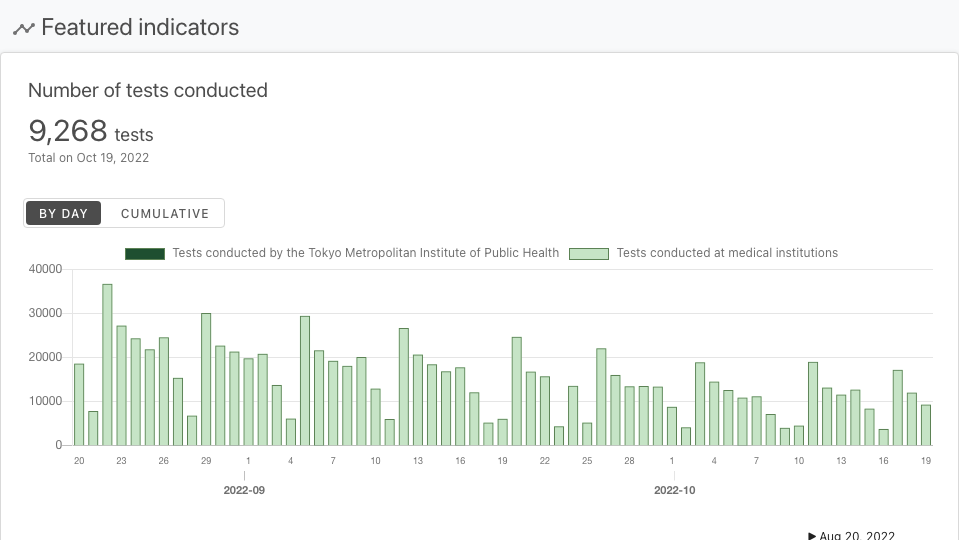 Featured indicators
Number of tests conducted
9,268 tests
Total on Oct 19, 2022
BY DAY CUMULATIVE
Tests conducted by the Tokyo Metropolitan Institute of Public Health Tests conducted at medical institutions
40000
30000
20000
10000
0
20 23 26 29 1 4 7 10 13 16 19 22 25 28 1 4 7 10 13 16 19
2022-09 2022-10
▶ Aug 20, 2022